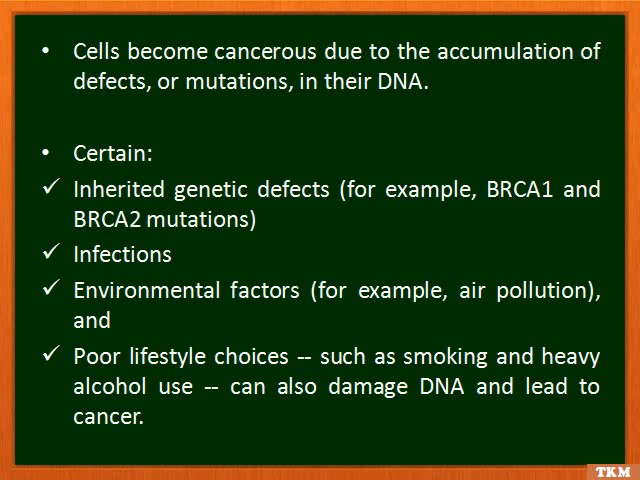 • Cells become cancerous due to the accumulation of
defects, or mutations, in their DNA.
• Certain:
✓ Inherited genetic defects (for example, BRCA1 and
BRCA2 mutations)
✓ Infections
✓ Environmental factors (for example, air pollution),
and
✓ Poor lifestyle choices -- such as smoking and heavy
alcohol use -- can also damage DNA and lead to
cancer.
TKM